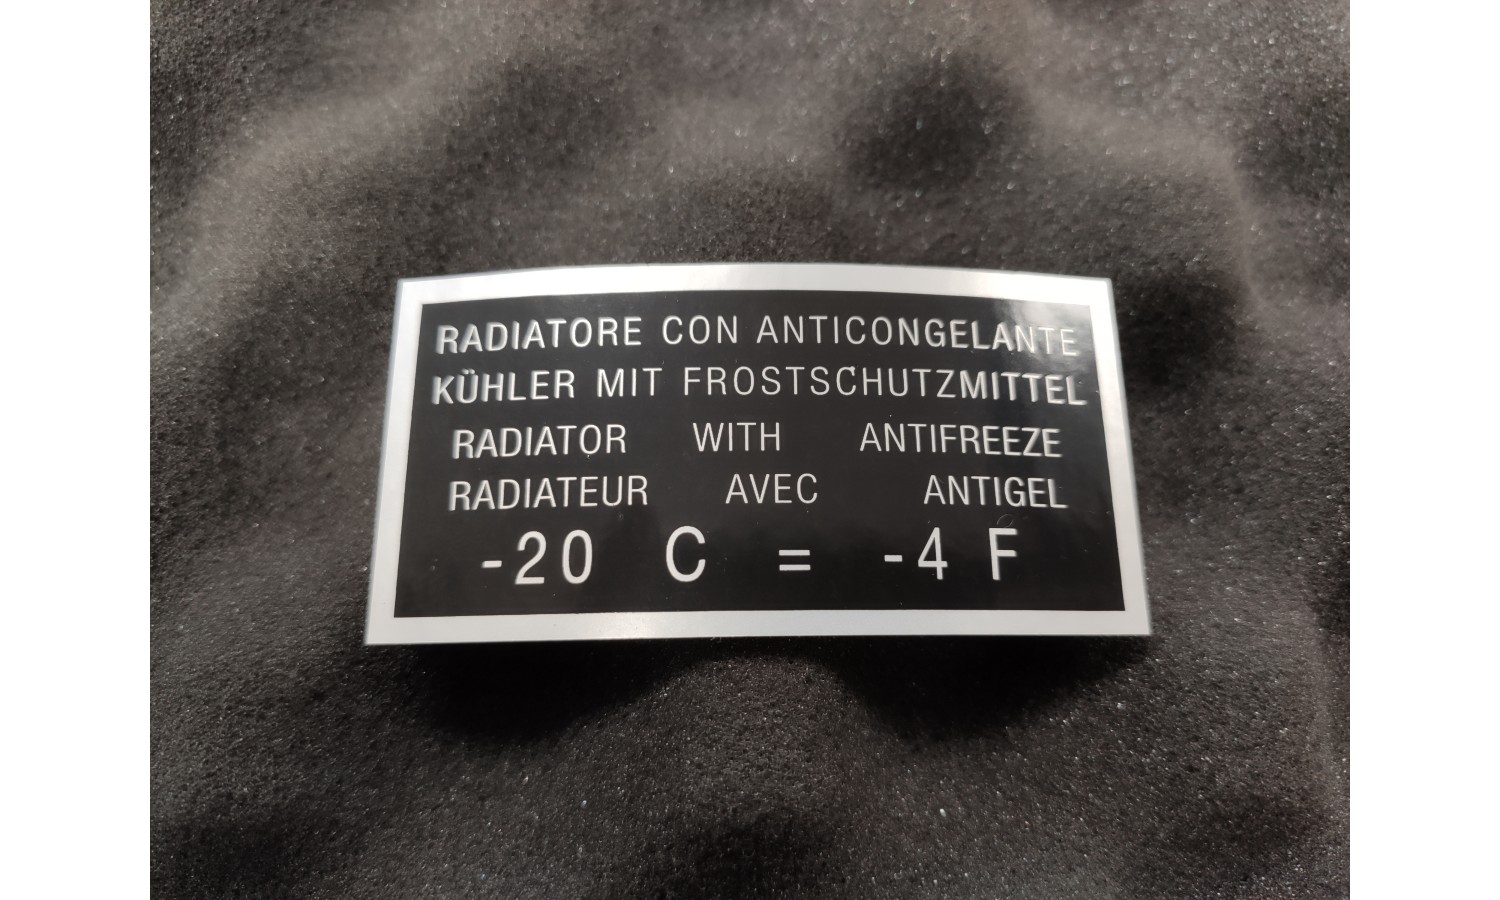 RADIATORE CON ANTICONGELANTE
KÜHLER MIT FROSTSCHUTZMITTEL
RADIATOR WITH ANTIFREEZE
RADIATEUR AVEC ANTIGEL
-20 C = -4 F